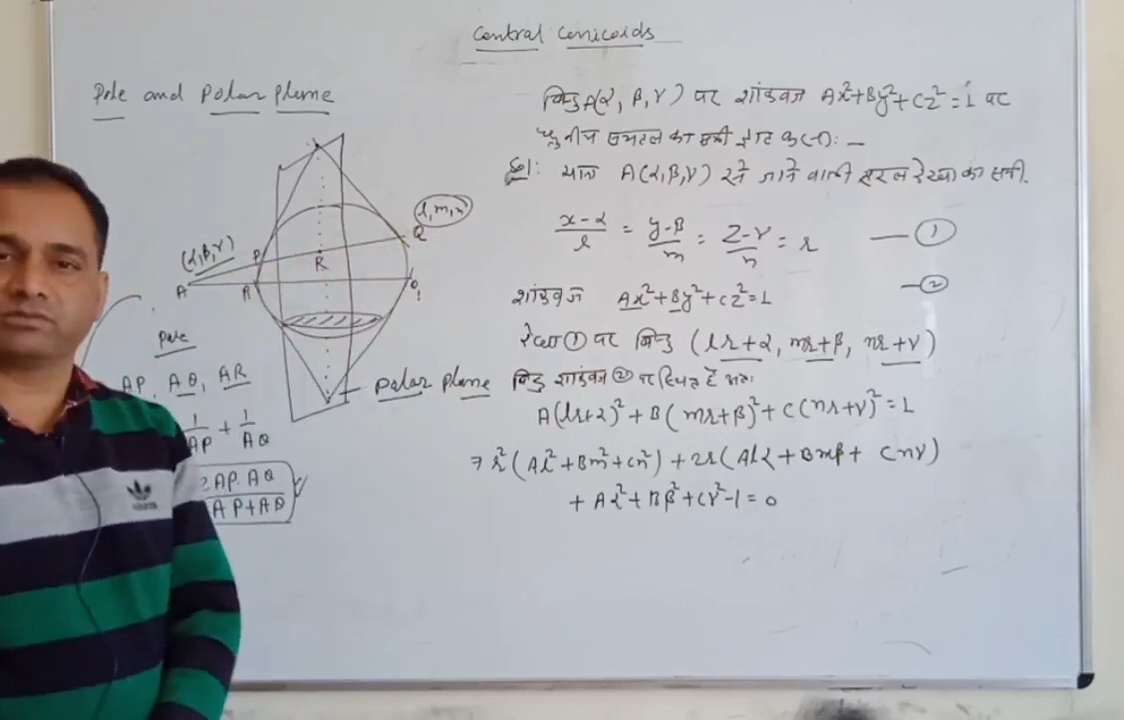 Central Conicoids
Pole and Polar Plane
(α, β, γ)
A
P
P
R
Q
Q
(l, m, n)
polar plane
Pole
AP, AQ, AR
1/AP + 1/AQ
2AP.AQ/AP+AQ
बिन्दु A(α, β, γ) पर शांकवज Ax²+By²+Cz²=1 पर
ध्रुवीय समतल का समी ज्ञात करना: —
हल: माना A(α,β,γ) से जाने वाली सरल रेखा का समी.
x-α/l = y-β/m = z-γ/n = r —①
शांकवज Ax²+By²+Cz²=1 —②
रेखा ① पर बिन्दु (lr+α, mr+β, nr+γ)
बिन्दु शांकवज ② पर स्थित है अतः
A(lr+α)²+B(mr+β)²+C(nr+γ)²=1
⇒ r²(Al²+Bm²+Cn²)+2r(Alα+Bmβ+Cnγ)
+Aα²+Bβ²+Cγ²-1=0